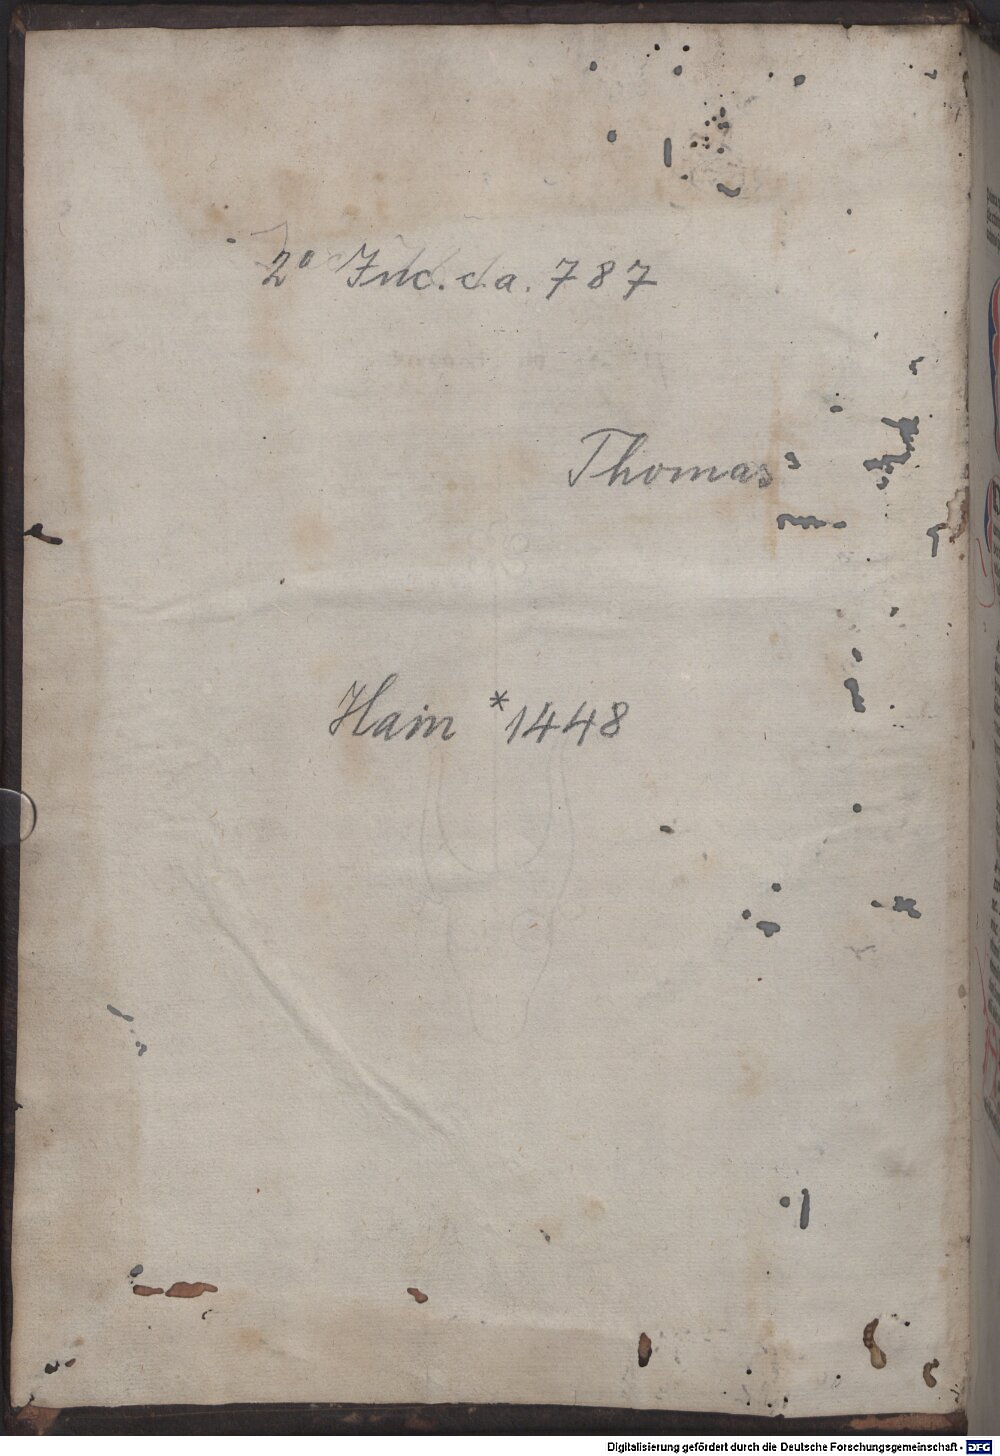 2° Inc. c. a. 787
Thomas
Hain *1448
Digitalisierung gefördert durch die Deutsche Forschungsgemeinschaft - DFG